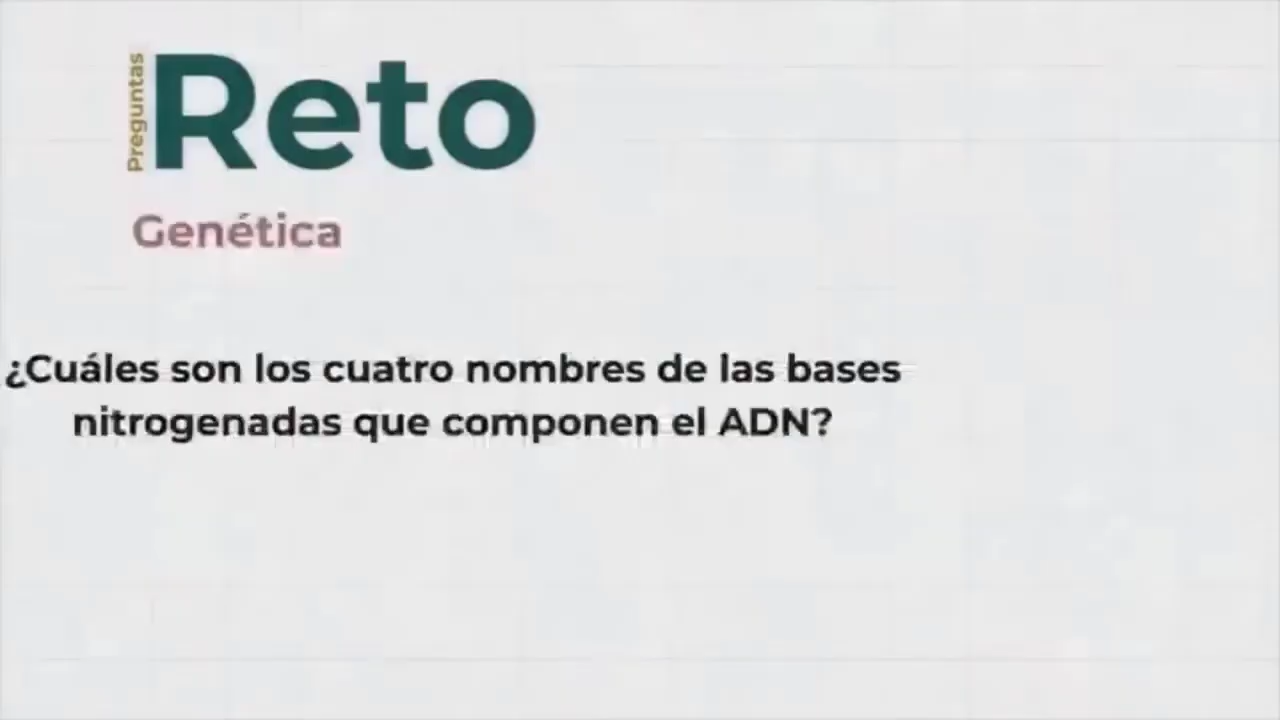 Preguntas
Reto
Genética
¿Cuáles son los cuatro nombres de las bases
nitrogenadas que componen el ADN?